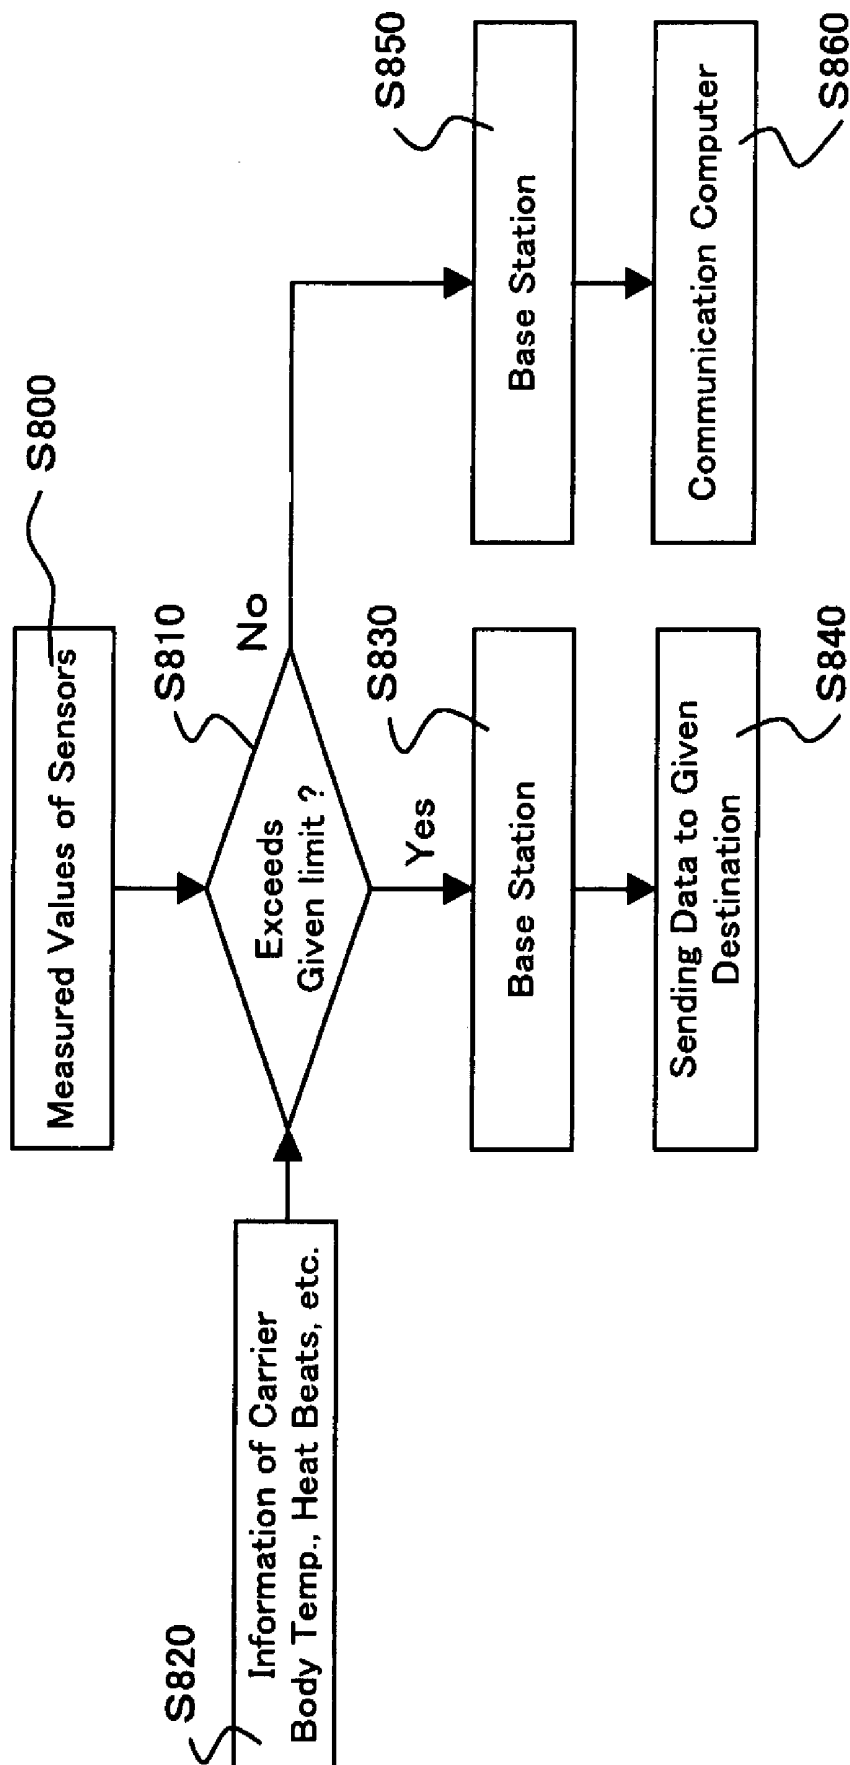 S800
Measured Values of Sensors
S810
Exceeds
Given limit ?
No
Yes
S820
Information of Carrier
Body Temp., Heat Beats, etc.
S830
Base Station
S840
Sending Data to Given
Destination
S850
Base Station
S860
Communication Computer